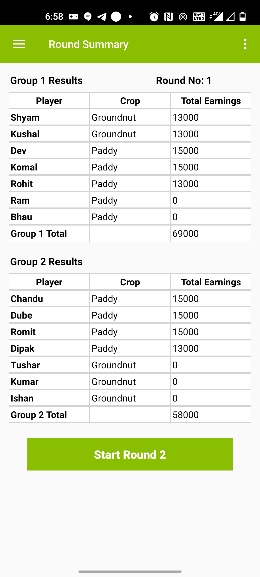 6:58
Round Summary
Group 1 Results Round No: 1
Player Crop Total Earnings
Shyam Groundnut 13000
Kushal Groundnut 13000
Dev Paddy 15000
Komal Paddy 15000
Rohit Paddy 13000
Ram Paddy 0
Bhau Paddy 0
Group 1 Total 69000
Group 2 Results
Player Crop Total Earnings
Chandu Paddy 15000
Dube Paddy 15000
Romit Paddy 15000
Dipak Paddy 13000
Tushar Groundnut 0
Kumar Groundnut 0
Ishan Groundnut 0
Group 2 Total 58000
Start Round 2